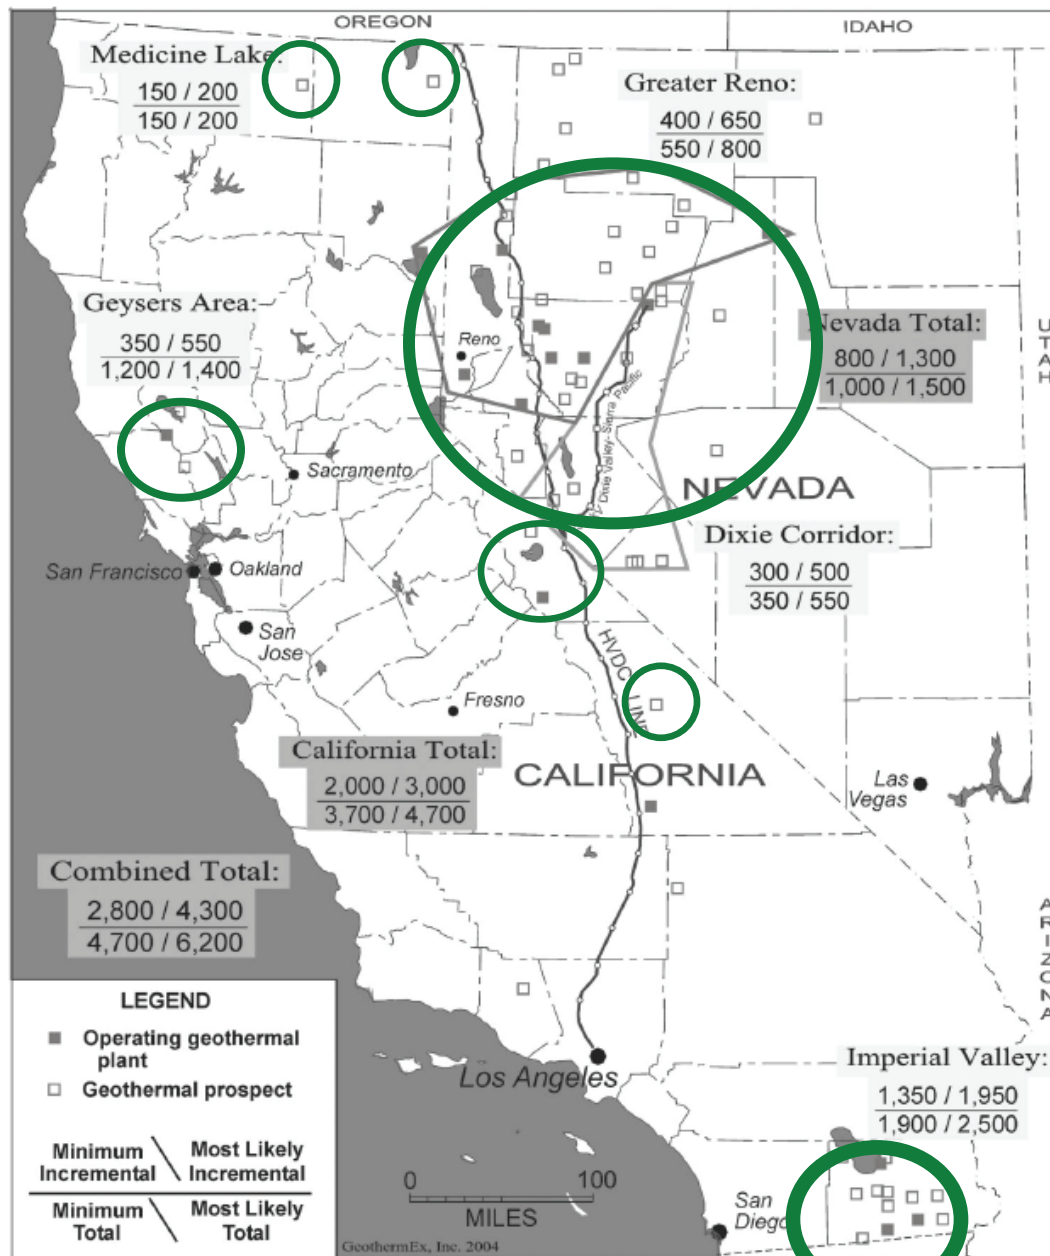 OREGON
IDAHO
Medicine Lake:
150 / 200
150 / 200
Greater Reno:
400 / 650
550 / 800
Geysers Area:
350 / 550
1,200 / 1,400
Reno
Nevada Total:
800 / 1,300
1,000 / 1,500
UTAH
Dixie Valley-Sierra Pacific
Sacramento
NEVADA
Dixie Corridor:
300 / 500
350 / 550
San Francisco
Oakland
San
Jose
HVDC LINE
Fresno
California Total:
2,000 / 3,000
3,700 / 4,700
CALIFORNIA
Las
Vegas
Combined Total:
2,800 / 4,300
4,700 / 6,200
ARIZONA
LEGEND
Operating geothermal
plant
Geothermal prospect
Minimum
Incremental \ Most Likely
Incremental
Minimum
Total \ Most Likely
Total
Los Angeles
Imperial Valley:
1,350 / 1,950
1,900 / 2,500
0 100
MILES
San
Diego
GeothermEx, Inc. 2004